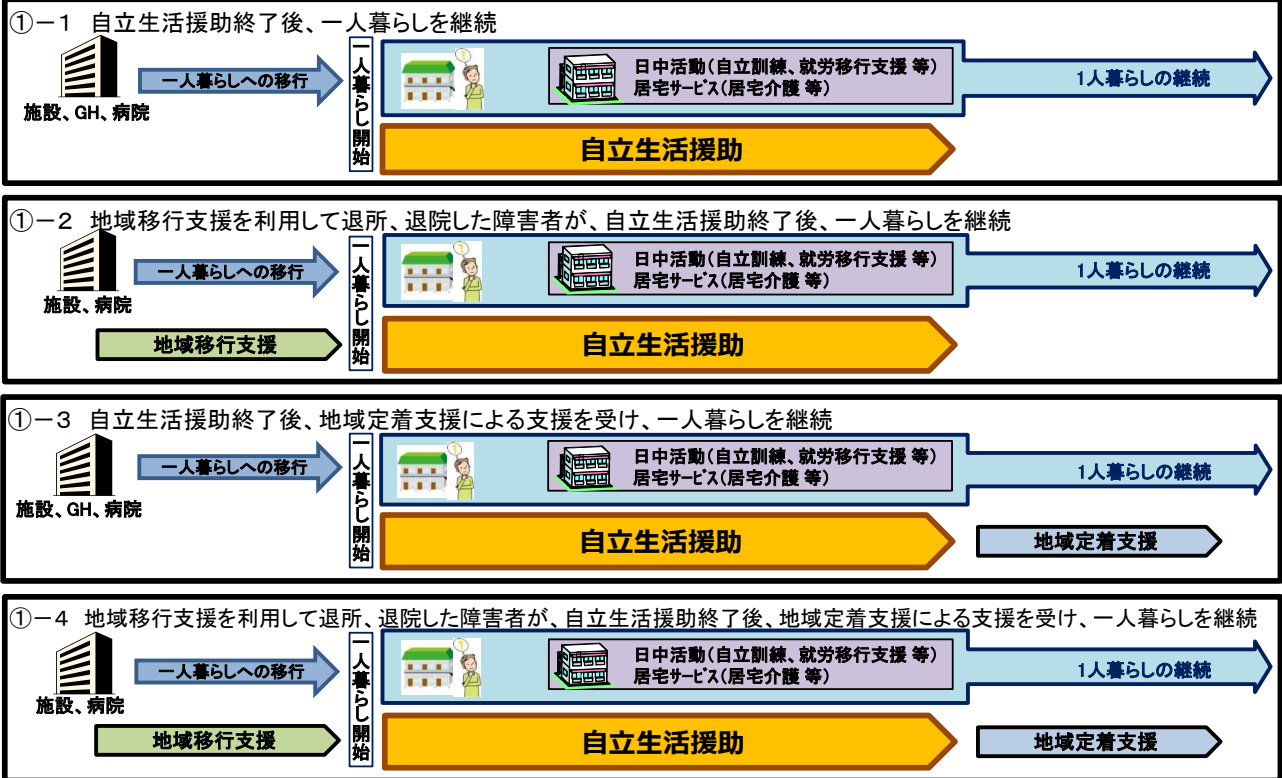 ①－1 自立生活援助終了後、一人暮らしを継続
施設、GH、病院
一人暮らしへの移行
一人暮らし開始
日中活動(自立訓練、就労移行支援 等)
居宅サービス(居宅介護 等)
1人暮らしの継続
自立生活援助
①－2 地域移行支援を利用して退所、退院した障害者が、自立生活援助終了後、一人暮らしを継続
施設、病院
一人暮らしへの移行
地域移行支援
一人暮らし開始
日中活動(自立訓練、就労移行支援 等)
居宅サービス(居宅介護 等)
1人暮らしの継続
自立生活援助
①－3 自立生活援助終了後、地域定着支援による支援を受け、一人暮らしを継続
施設、GH、病院
一人暮らしへの移行
一人暮らし開始
日中活動(自立訓練、就労移行支援 等)
居宅サービス(居宅介護 等)
1人暮らしの継続
自立生活援助
地域定着支援
①－4 地域移行支援を利用して退所、退院した障害者が、自立生活援助終了後、地域定着支援による支援を受け、一人暮らしを継続
施設、病院
一人暮らしへの移行
地域移行支援
一人暮らし開始
日中活動(自立訓練、就労移行支援 等)
居宅サービス(居宅介護 等)
1人暮らしの継続
自立生活援助
地域定着支援